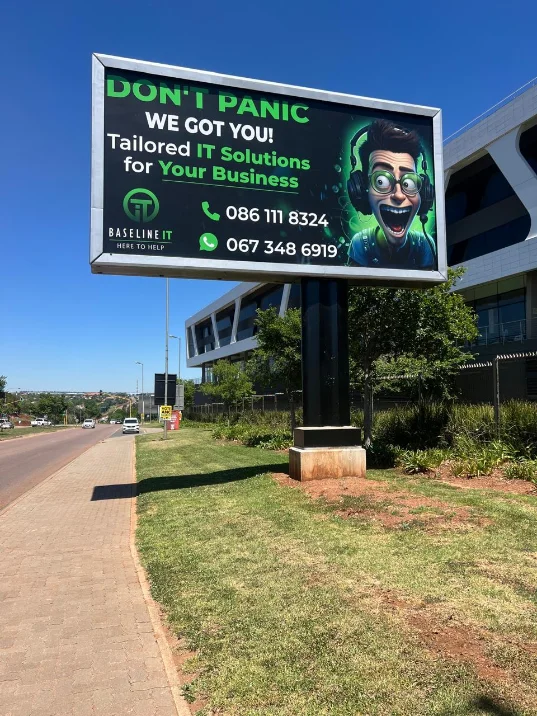 DON'T PANIC
WE GOT YOU!
Tailored IT Solutions
for Your Business
086 111 8324
067 348 6919
BASELINE IT
HERE TO HELP